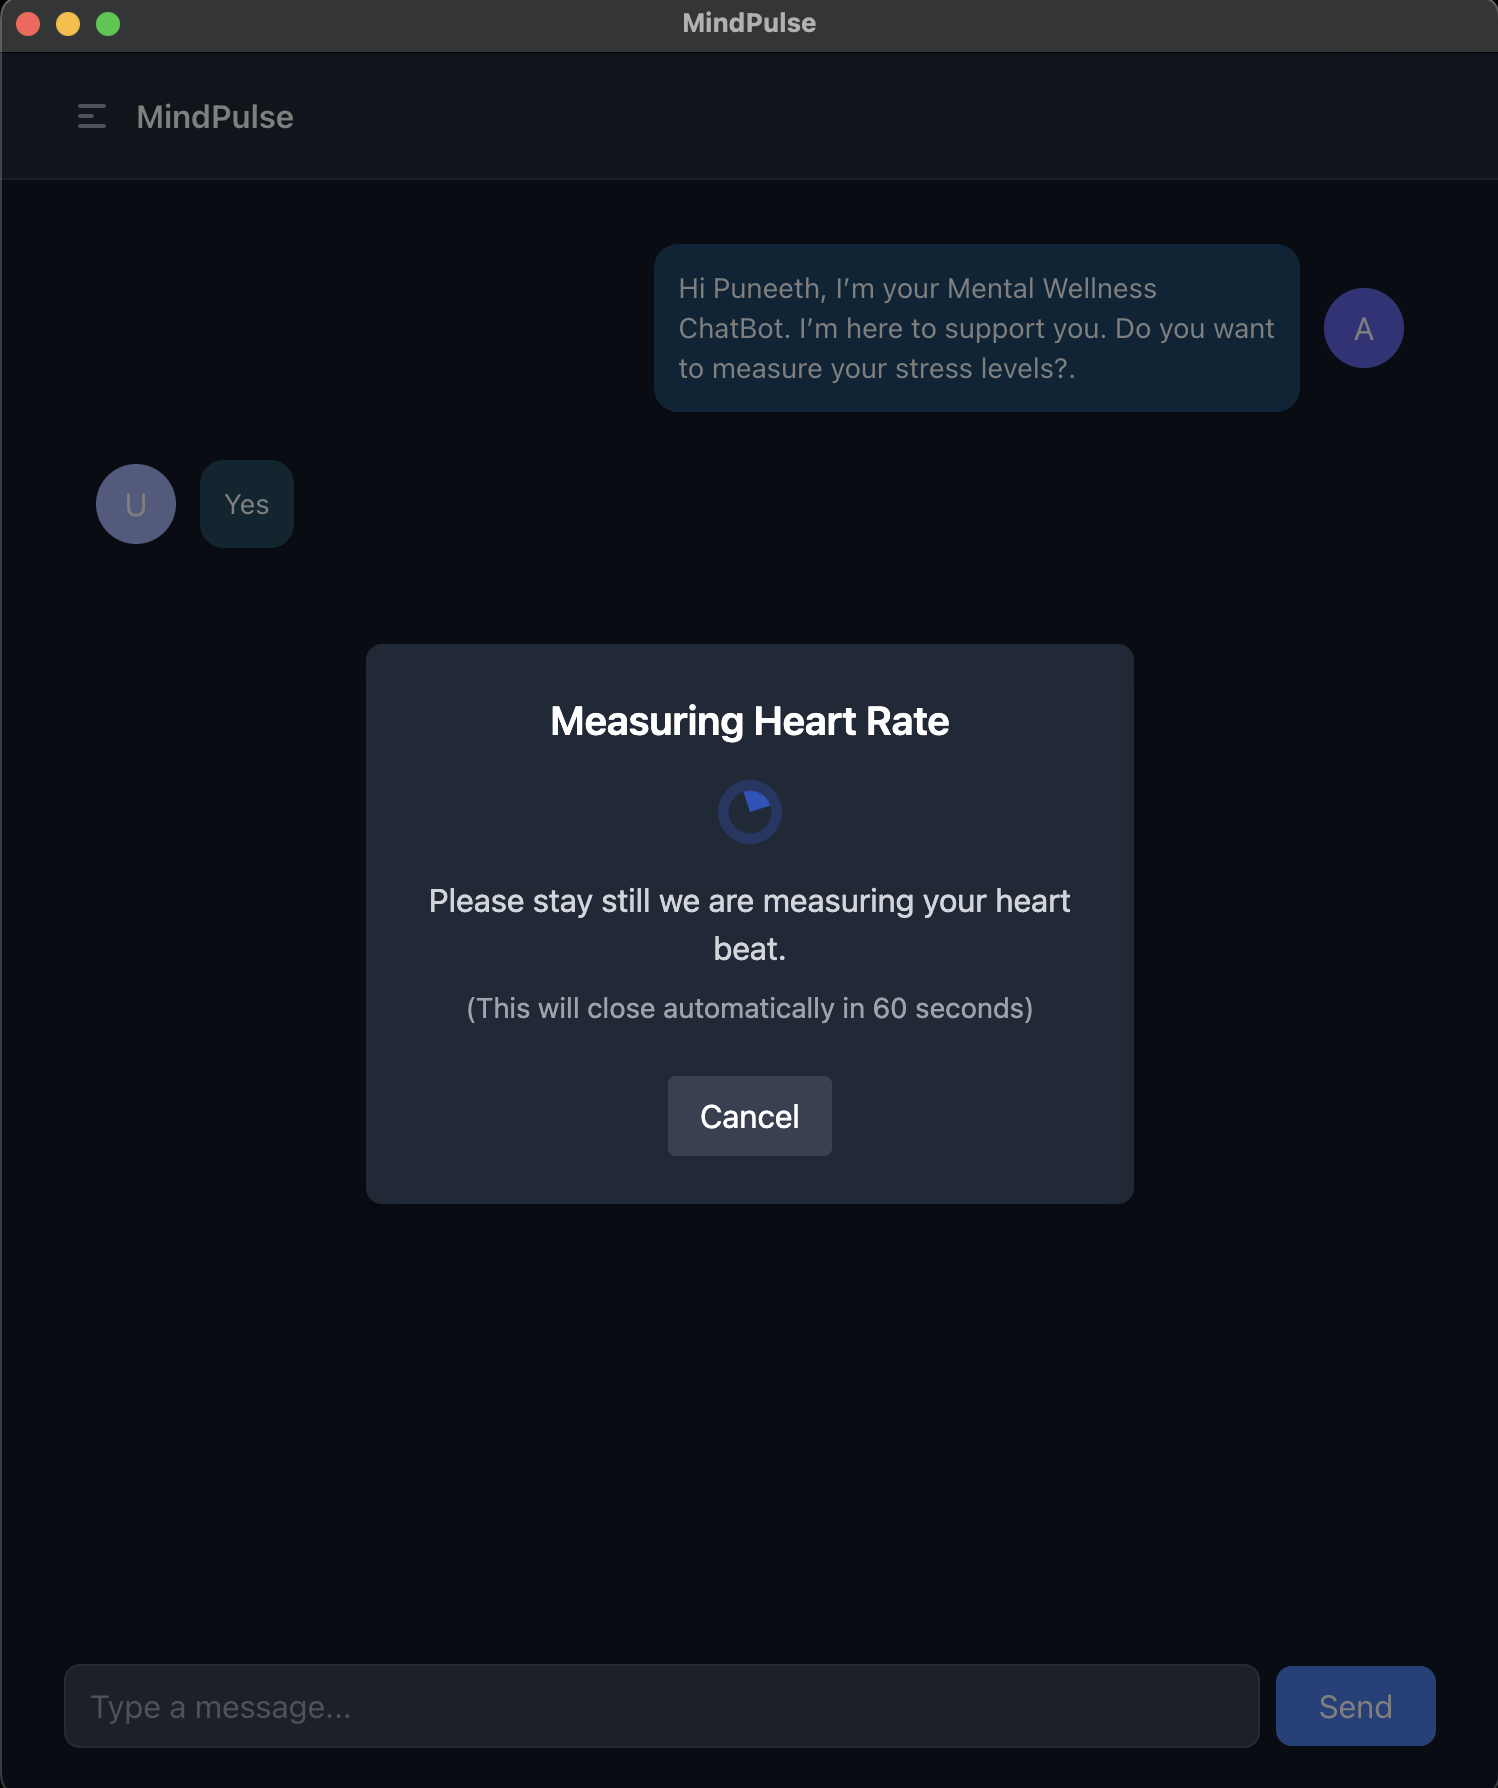 MindPulse
MindPulse
Hi Puneeth, I’m your Mental Wellness
ChatBot. I’m here to support you. Do you want
to measure your stress levels?.
A
U
Yes
Measuring Heart Rate
Please stay still we are measuring your heart
beat.
(This will close automatically in 60 seconds)
Cancel
Type a message...
Send